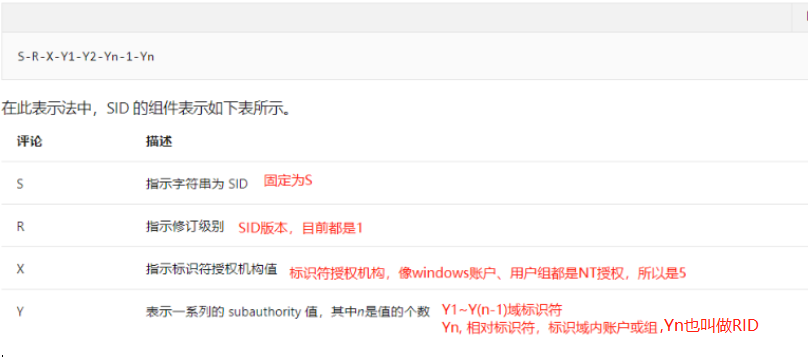 S-R-X-Y1-Y2-Yn-1-Yn
在此表示法中，SID 的组件表示如下表所示。
评论 描述
S 指示字符串为 SID 固定为S
R 指示修订级别 SID版本，目前都是1
X 指示标识符授权机构值 标识符授权机构，像windows账户、用户组都是NT授权，所以是5
Y 表示一系列的 subauthority 值，其中n是值的个数 Y1~Y(n-1)域标识符
Yn, 相对标识符，标识域内账户或组,Yn也叫做RID